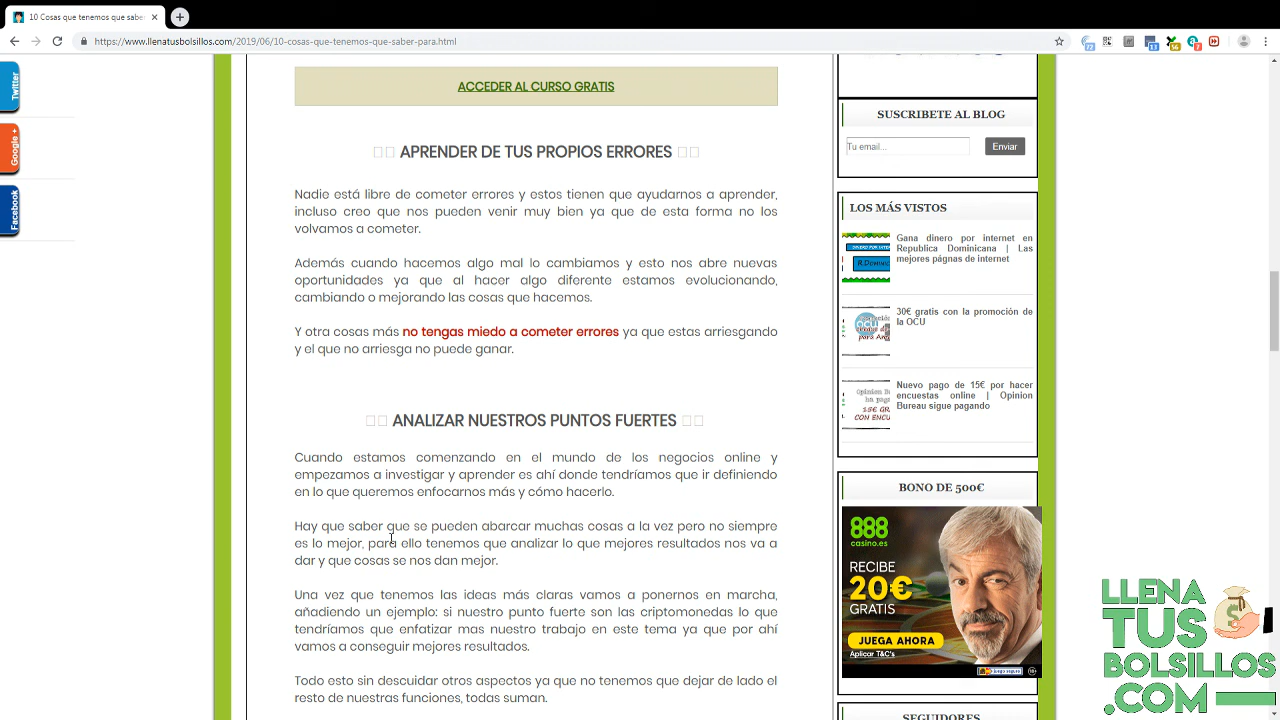 10 Cosas que tenemos que sabe
https://www.llenatusbolsillos.com/2019/06/10-cosas-que-tenemos-que-saber-para.html
Twitter
Google +
Facebook
ACCEDER AL CURSO GRATIS
APRENDER DE TUS PROPIOS ERRORES
Nadie está libre de cometer errores y estos tienen que ayudarnos a aprender,
incluso creo que nos pueden venir muy bien ya que de esta forma no los
volvamos a cometer.
Ademas cuando hacemos algo mal lo cambiamos y esto nos abre nuevas
oportunidades ya que al hacer algo diferente estamos evolucionando,
cambiando o mejorando las cosas que hacemos.
Y otra cosas más no tengas miedo a cometer errores ya que estas arriesgando
y el que no arriesga no puede ganar.
ANALIZAR NUESTROS PUNTOS FUERTES
Cuando estamos comenzando en el mundo de los negocios online y
empezamos a investigar y aprender es ahí donde tendríamos que ir definiendo
en lo que queremos enfocarnos más y cómo hacerlo.
Hay que saber que se pueden abarcar muchas cosas a la vez pero no siempre
es lo mejor, para ello tenemos que analizar lo que mejores resultados nos va a
dar y que cosas se nos dan mejor.
Una vez que tenemos las ideas más claras vamos a ponernos en marcha,
añadiendo un ejemplo: si nuestro punto fuerte son las criptomonedas lo que
tendríamos que enfatizar mas nuestro trabajo en este tema ya que por ahí
vamos a conseguir mejores resultados.
esto sin descuidar otros aspectos ya que no tenemos que dejar de lado el
resto de nuestras funciones, todas suman.
SUSCRIBETE AL BLOG
Tu email...
Enviar
LOS MÁS VISTOS
Gana dinero por internet en
Republica Dominicana | Las
mejores págnas de internet
30€ gratis con la promoción de
la OCU
Nuevo pago de 15€ por hacer
encuestas online | Opinion
Bureau sigue pagando
BONO DE 500€
888
casino.es
RECIBE
20€
GRATIS
JUEGA AHORA
Aplicar T&C's
SEGUIDORES
LLENA
TUS
BOLSILLOS
.COM